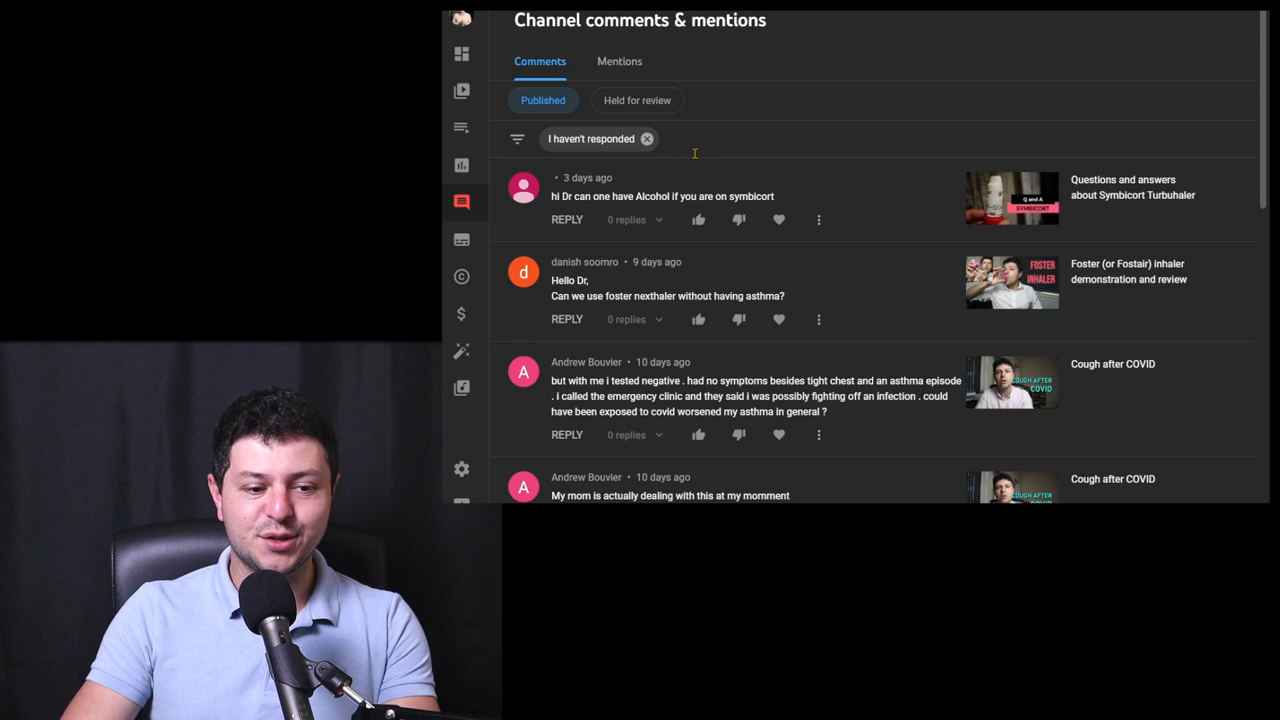 Channel comments & mentions
Comments
Mentions
Published
Held for review
I haven't responded
• 3 days ago
hi Dr can one have Alcohol if you are on symbicort
REPLY
0 replies
Q and A
SYMBICORT
Questions and answers
about Symbicort Turbuhaler
d
danish soomro • 9 days ago
Hello Dr,
Can we use foster nexthaler without having asthma?
REPLY
0 replies
FOSTER
INHALER
Foster (or Fostair) inhaler
demonstration and review
A
Andrew Bouvier • 10 days ago
but with me i tested negative . had no symptoms besides tight chest and an asthma episode
. i called the emergency clinic and they said i was possibly fighting off an infection . could
have been exposed to covid worsened my asthma in general ?
REPLY
0 replies
COUGH AFTER
COVID
Cough after COVID
A
Andrew Bouvier • 10 days ago
My mom is actually dealing with this at my momment
COUGH AFTER
Cough after COVID